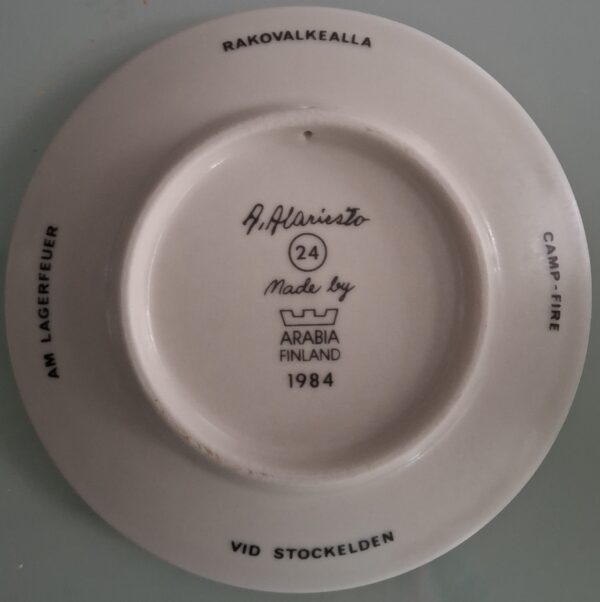 RAKOVALKEALLA
AM LAGERFEUER
CAMP-FIRE
A. Alariesto
24
Made by
ARABIA
FINLAND
1984
VID STOCKELDEN